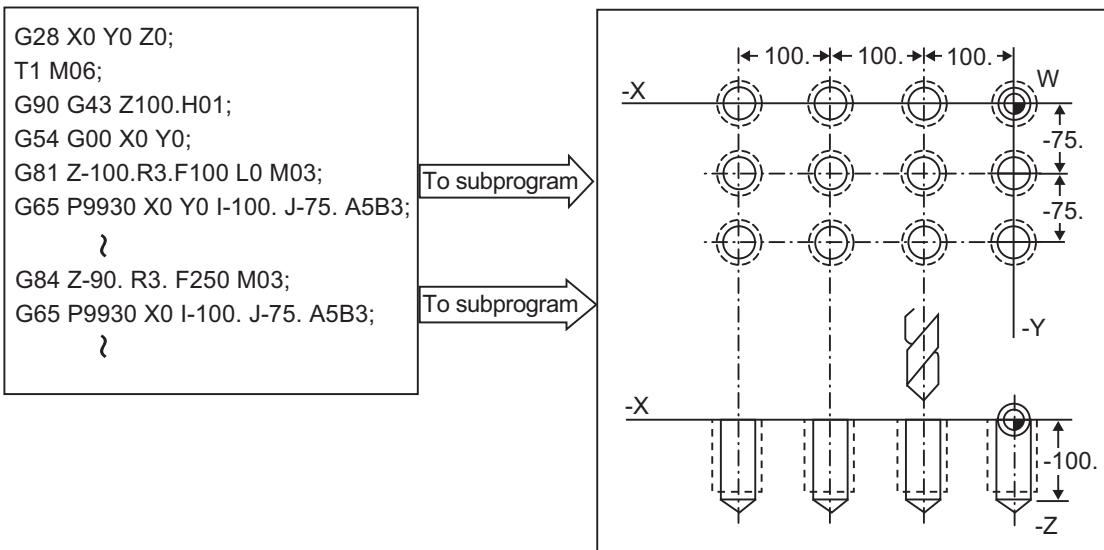 G28 X0 Y0 Z0;
T1 M06;
G90 G43 Z100.H01;
G54 G00 X0 Y0;
G81 Z-100.R3.F100 L0 M03;
G65 P9930 X0 Y0 I-100. J-75. A5B3;
~
G84 Z-90. R3. F250 M03;
G65 P9930 X0 I-100. J-75. A5B3;
~
To subprogram
To subprogram
100. 100. 100.
-X
W
-75.
-75.
-Y
-X
-100.
-Z